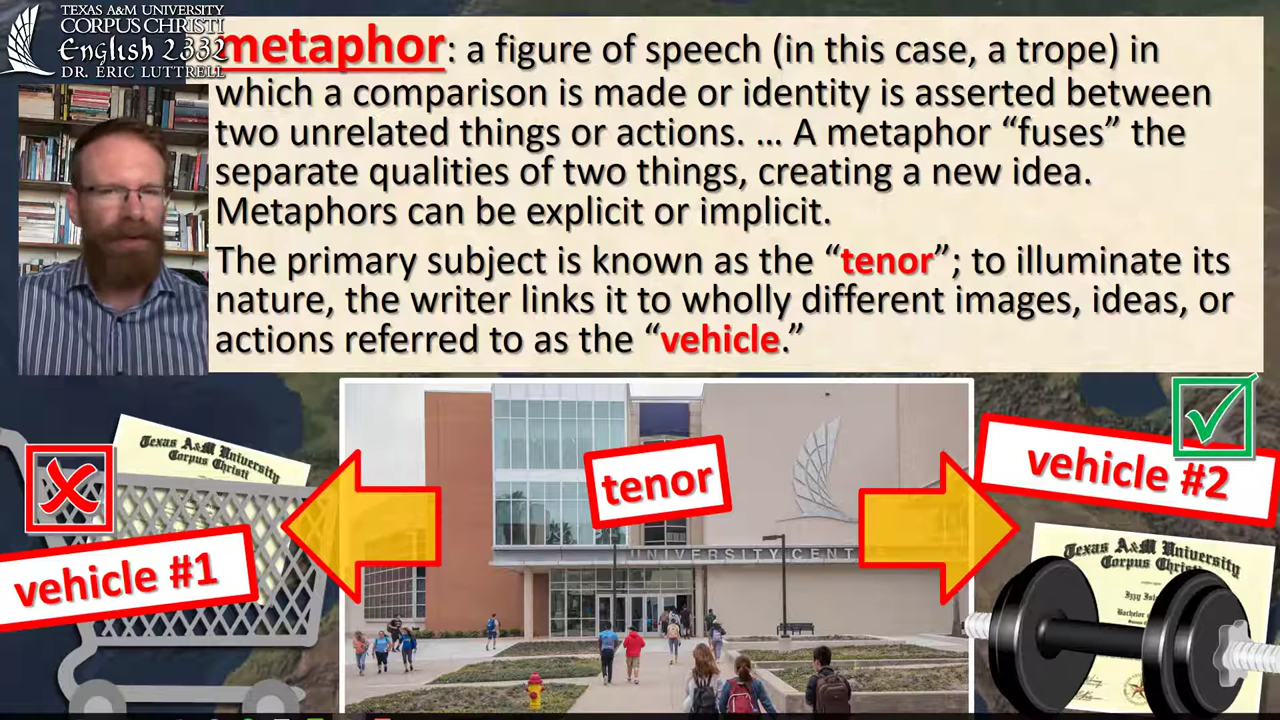 TEXAS A&M UNIVERSITY
CORPUS CHRISTI
English 2332
DR. ERIC LUTTRELL
metaphor: a figure of speech (in this case, a trope) in
which a comparison is made or identity is asserted between
two unrelated things or actions. … A metaphor “fuses” the
separate qualities of two things, creating a new idea.
Metaphors can be explicit or implicit.
The primary subject is known as the “tenor”; to illuminate its
nature, the writer links it to wholly different images, ideas, or
actions referred to as the “vehicle.”
Texas A&M University
Corpus Christi
vehicle #1
tenor
UNIVERSITY CENT
vehicle #2
Texas A&M University
Corpus Chris
Izzy Isl
Bachelor o